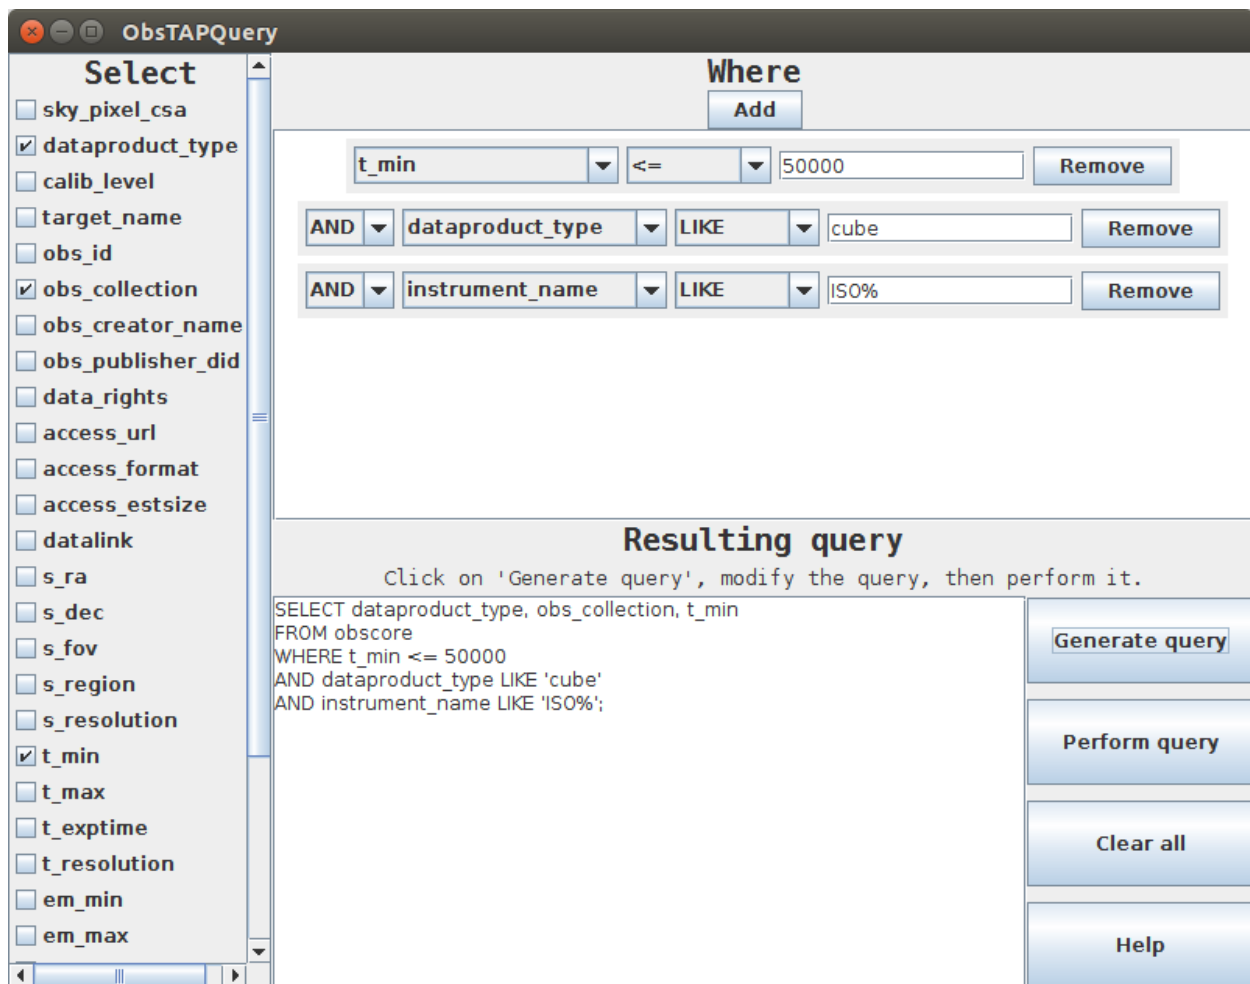 ObsTAPQuery
Select
sky_pixel_csa
dataproduct_type
calib_level
target_name
obs_id
obs_collection
obs_creator_name
obs_publisher_did
data_rights
access_url
access_format
access_estsize
datalink
s_ra
s_dec
s_fov
s_region
s_resolution
t_min
t_max
t_exptime
t_resolution
em_min
em_max
Where
Add
t_min <= 50000 Remove
AND dataproduct_type LIKE cube Remove
AND instrument_name LIKE ISO% Remove
Resulting query
Click on 'Generate query', modify the query, then perform it.
SELECT dataproduct_type, obs_collection, t_min
FROM obscore
WHERE t_min <= 50000
AND dataproduct_type LIKE 'cube'
AND instrument_name LIKE 'ISO%';
Generate query
Perform query
Clear all
Help